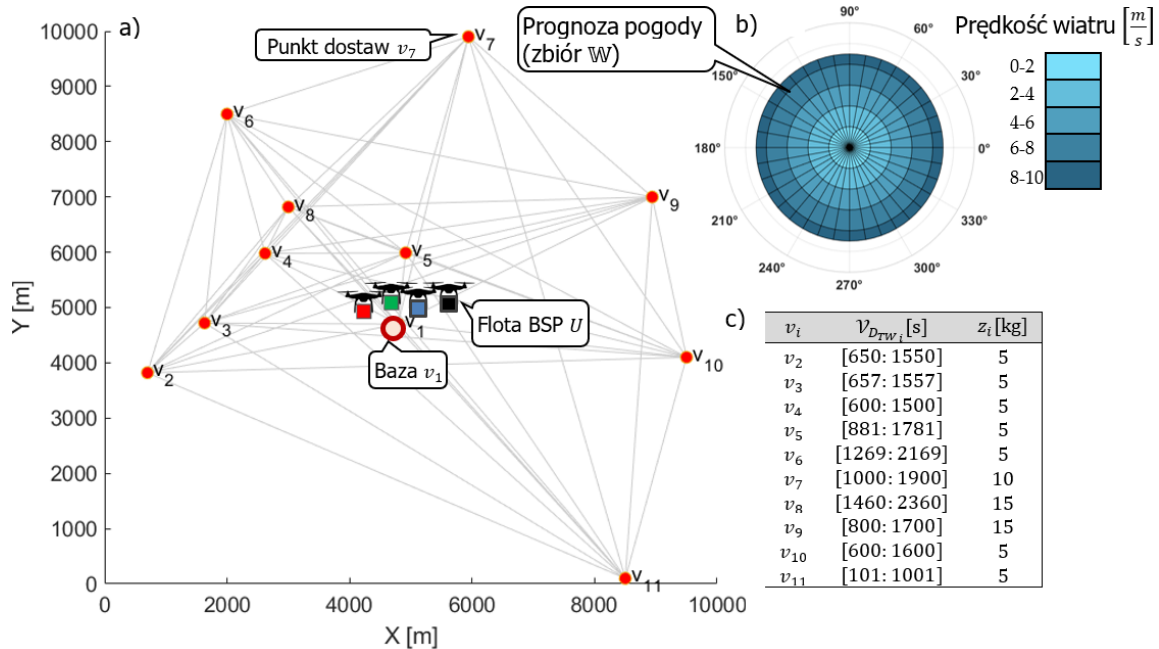 a)
Punkt dostaw v₇
10000
9000
8000
7000
6000
5000
4000
3000
2000
1000
0
Y [m]
0 2000 4000 6000 8000 10000
X [m]
v₇
v₆
v₈
v₉
v₄
v₅
v₃
v₁
v₂
v₁₀
v₁₁
Flota BSP U
Baza v₁
Prognoza pogody
(zbiór 𝕎)
b)
90°
60°
30°
0°
330°
300°
270°
240°
210°
180°
150°
Prędkość wiatru [m/s]
0-2
2-4
4-6
6-8
8-10
c)
vᵢ 𝒱_{D_{TW_i}} [s] zᵢ [kg]
v₂ [650: 1550] 5
v₃ [657: 1557] 5
v₄ [600: 1500] 5
v₅ [881: 1781] 5
v₆ [1269: 2169] 5
v₇ [1000: 1900] 10
v₈ [1460: 2360] 15
v₉ [800: 1700] 15
v₁₀ [600: 1600] 5
v₁₁ [101: 1001] 5